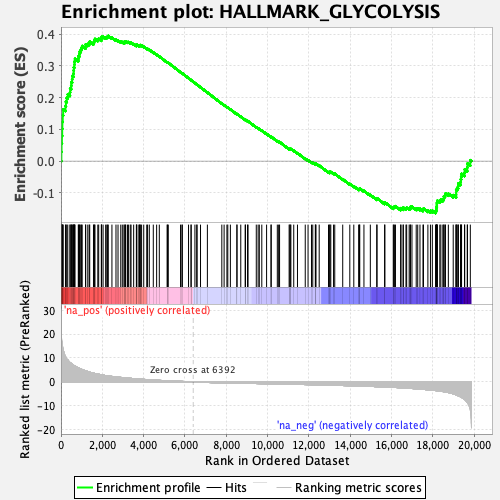 Enrichment plot: HALLMARK_GLYCOLYSIS
Enrichment score (ES)
0.4
0.3
0.2
0.1
0.0
-0.1
'na_pos' (positively correlated)
Ranked list metric (PreRanked)
30
20
10
0
-10
-20
Zero cross at 6392
'na_neg' (negatively correlated)
0
2,000
4,000
6,000
8,000
10,000
12,000
14,000
16,000
18,000
20,000
Rank in Ordered Dataset
Enrichment profile
Hits
Ranking metric scores